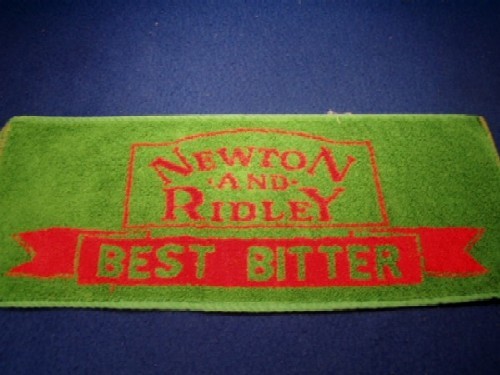 NEWTON
·AND·
RIDLEY
BEST BITTER